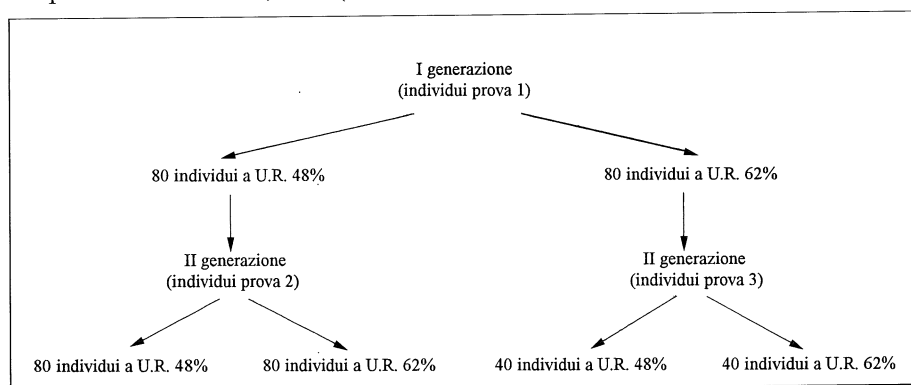 I generazione
(individui prova 1)
80 individui a U.R. 48%
80 individui a U.R. 62%
II generazione
(individui prova 2)
II generazione
(individui prova 3)
80 individui a U.R. 48%
80 individui a U.R. 62%
40 individui a U.R. 48%
40 individui a U.R. 62%